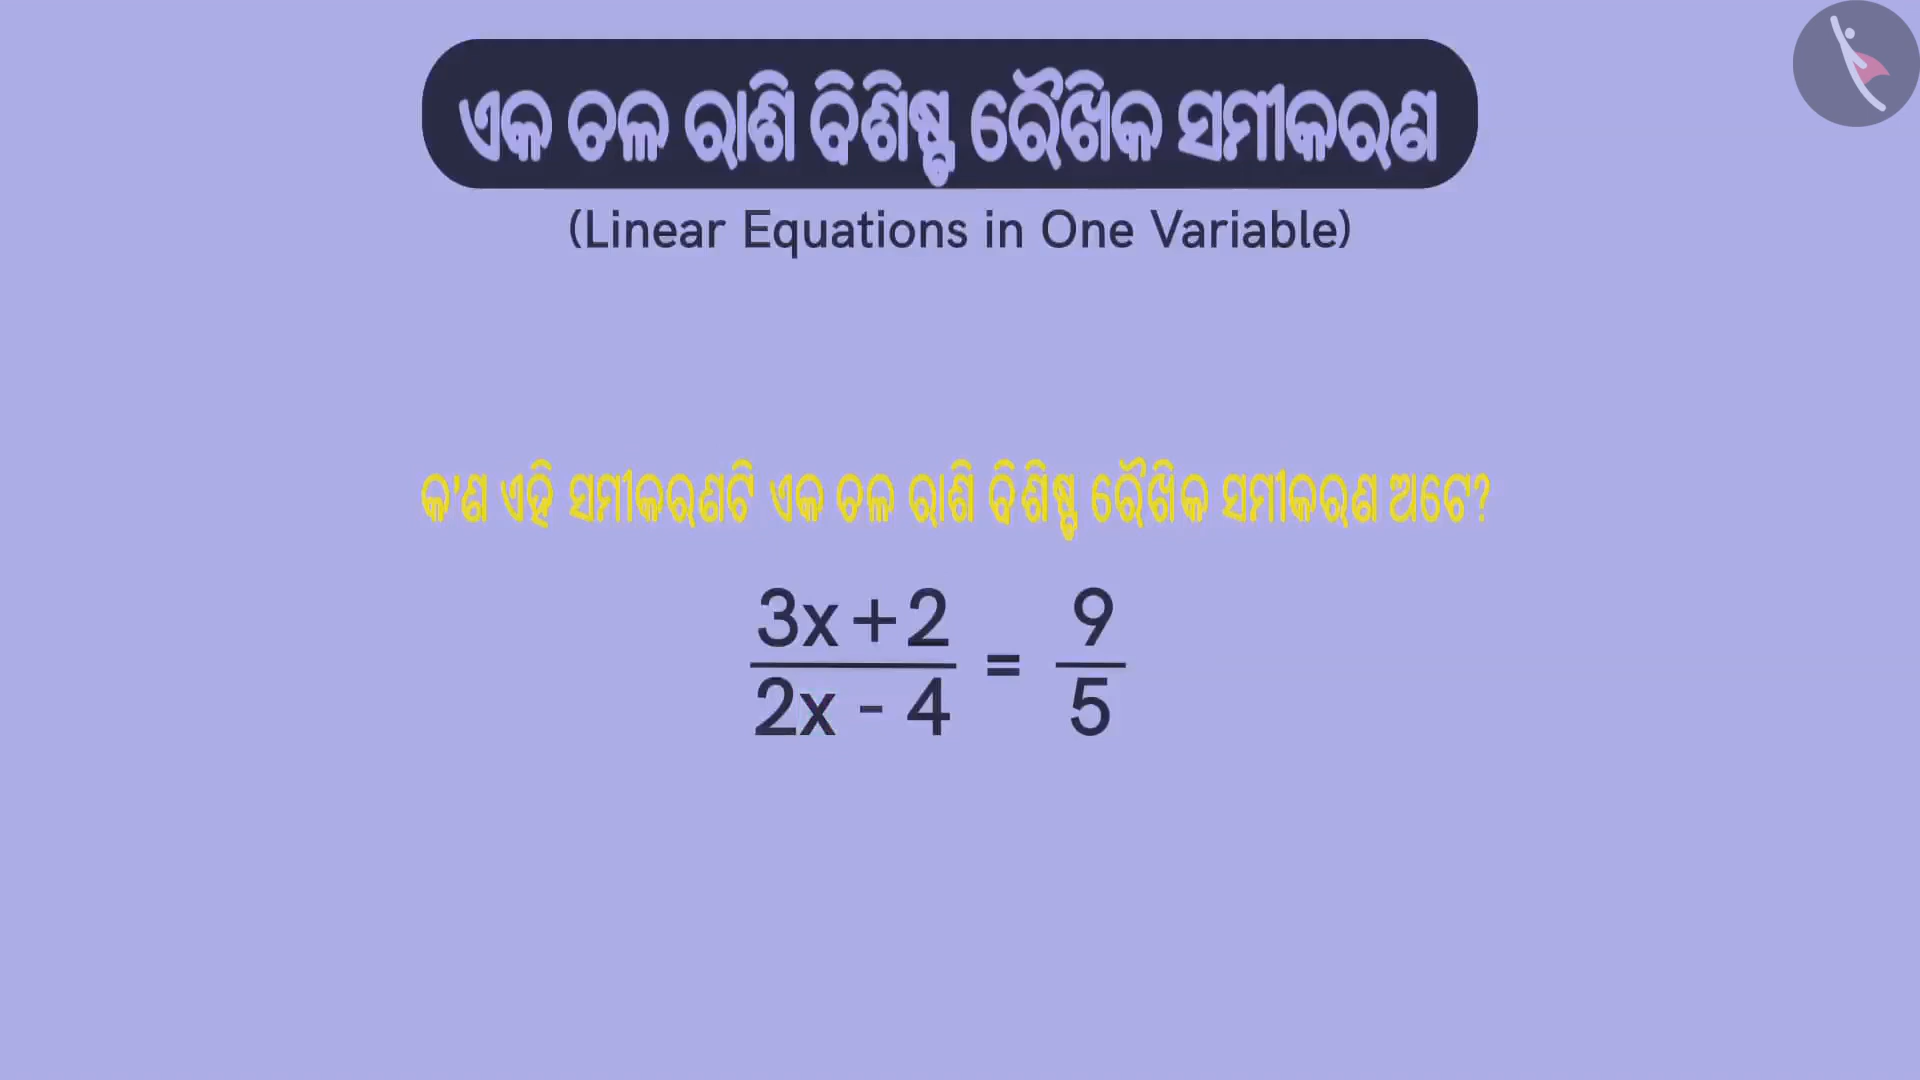 ଏକ ଚଳ ରାଶି ବିଶିଷ୍ଟ ରୈଖିକ ସମୀକରଣ
(Linear Equations in One Variable)
କ'ଣ ଏହି ସମୀକରଣଟି ଏକ ଚଳ ରାଶି ବିଶିଷ୍ଟ ରୈଖିକ ସମୀକରଣ ଅଟେ?
3x+2 9
=
2x - 4 5